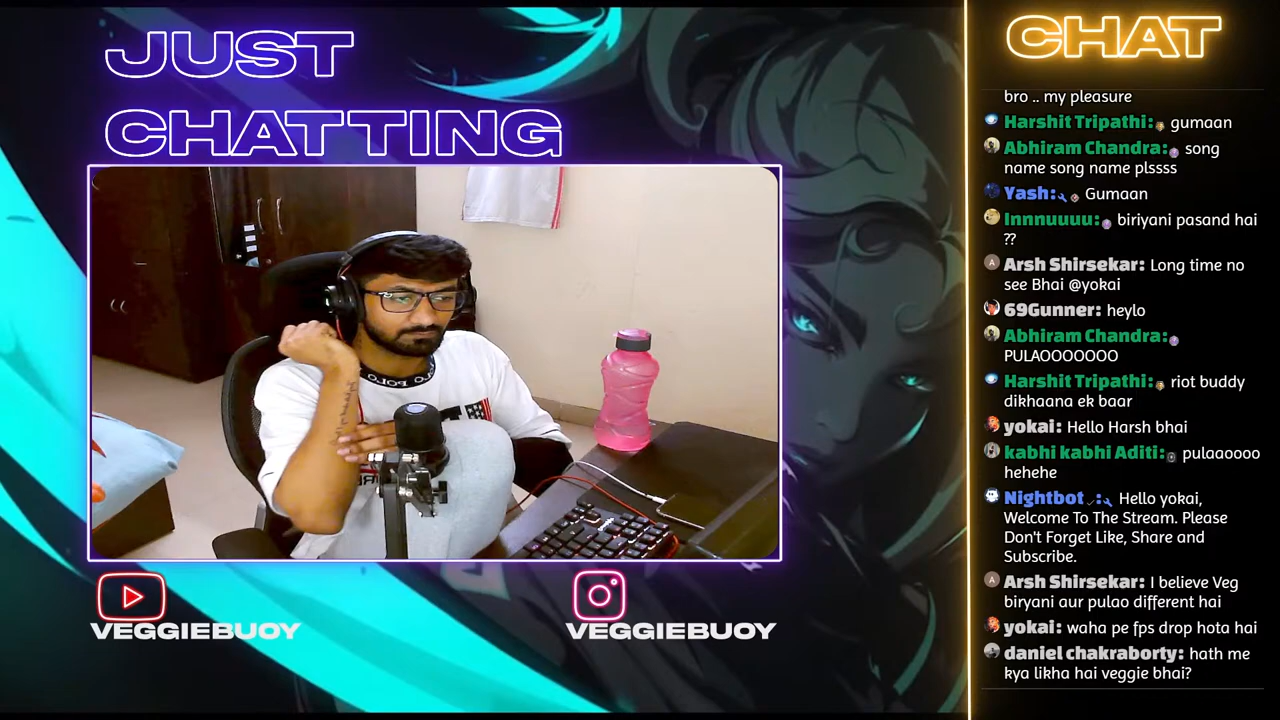 JUST
CHATTING
VEGGIEBUOY
VEGGIEBUOY
CHAT
bro .. my pleasure
Harshit Tripathi: gumaan
Abhiram Chandra: song
name song name plssss
Yash: Gumaan
Innnuuuu: biriyani pasand hai
??
Arsh Shirsekar: Long time no
see Bhai @yokai
69Gunner: heylo
Abhiram Chandra:
PULAOOOOOOO
Harshit Tripathi: riot buddy
dikhaana ek baar
yokai: Hello Harsh bhai
kabhi kabhi Aditi: pulaaoooo
hehehe
Nightbot: Hello yokai,
Welcome To The Stream. Please
Don't Forget Like, Share and
Subscribe.
Arsh Shirsekar: I believe Veg
biryani aur pulao different hai
yokai: waha pe fps drop hota hai
daniel chakraborty: hath me
kya likha hai veggie bhai?